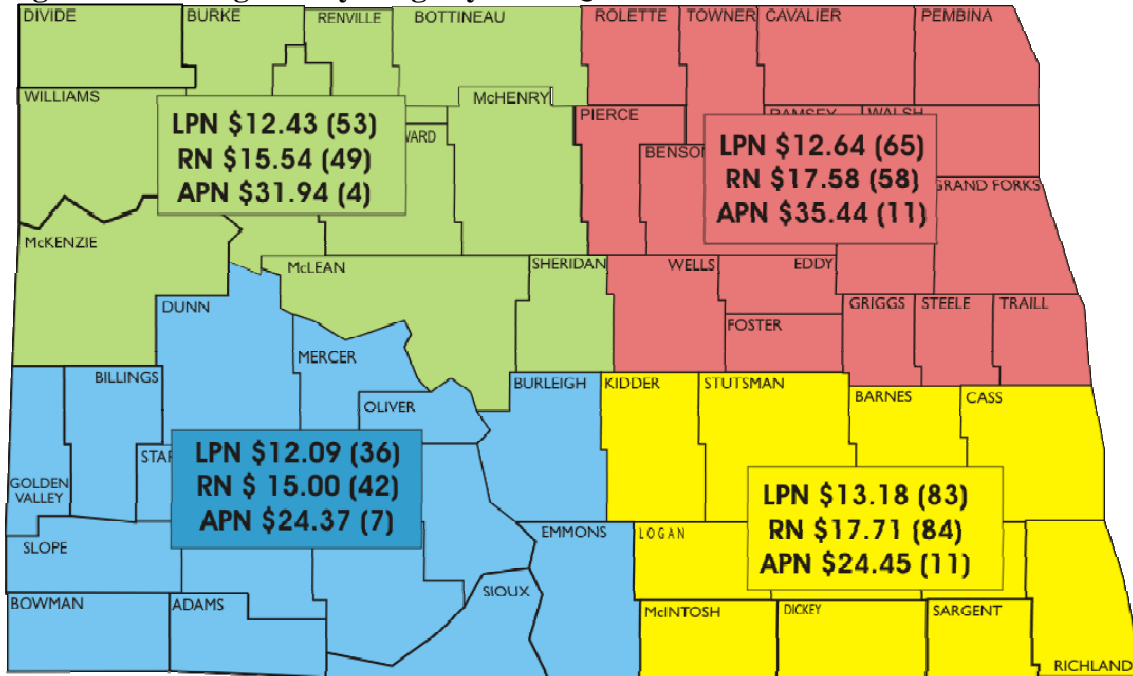 DIVIDE BURKE RENVILLE BOTTINEAU ROLETTE TOWNER CAVALIER PEMBINA
WILLIAMS McHENRY
PIERCE
LPN $12.43 (53)
RN $15.54 (49)
APN $31.94 (4)
BENSON
LPN $12.64 (65)
RN $17.58 (58)
APN $35.44 (11)
GRAND FORKS
McKENZIE
McLEAN SHERIDAN WELLS EDDY
DUNN GRIGGS STEELE TRAILL
FOSTER
MERCER
BILLINGS BURLEIGH KIDDER STUTSMAN
OLIVER BARNES CASS
LPN $12.09 (36)
RN $ 15.00 (42)
APN $24.37 (7)
GOLDEN
VALLEY
LPN $13.18 (83)
RN $17.71 (84)
APN $24.45 (11)
SLOPE EMMONS LOGAN
SIOUX
BOWMAN ADAMS McINTOSH DICKEY SARGENT
RICHLAND